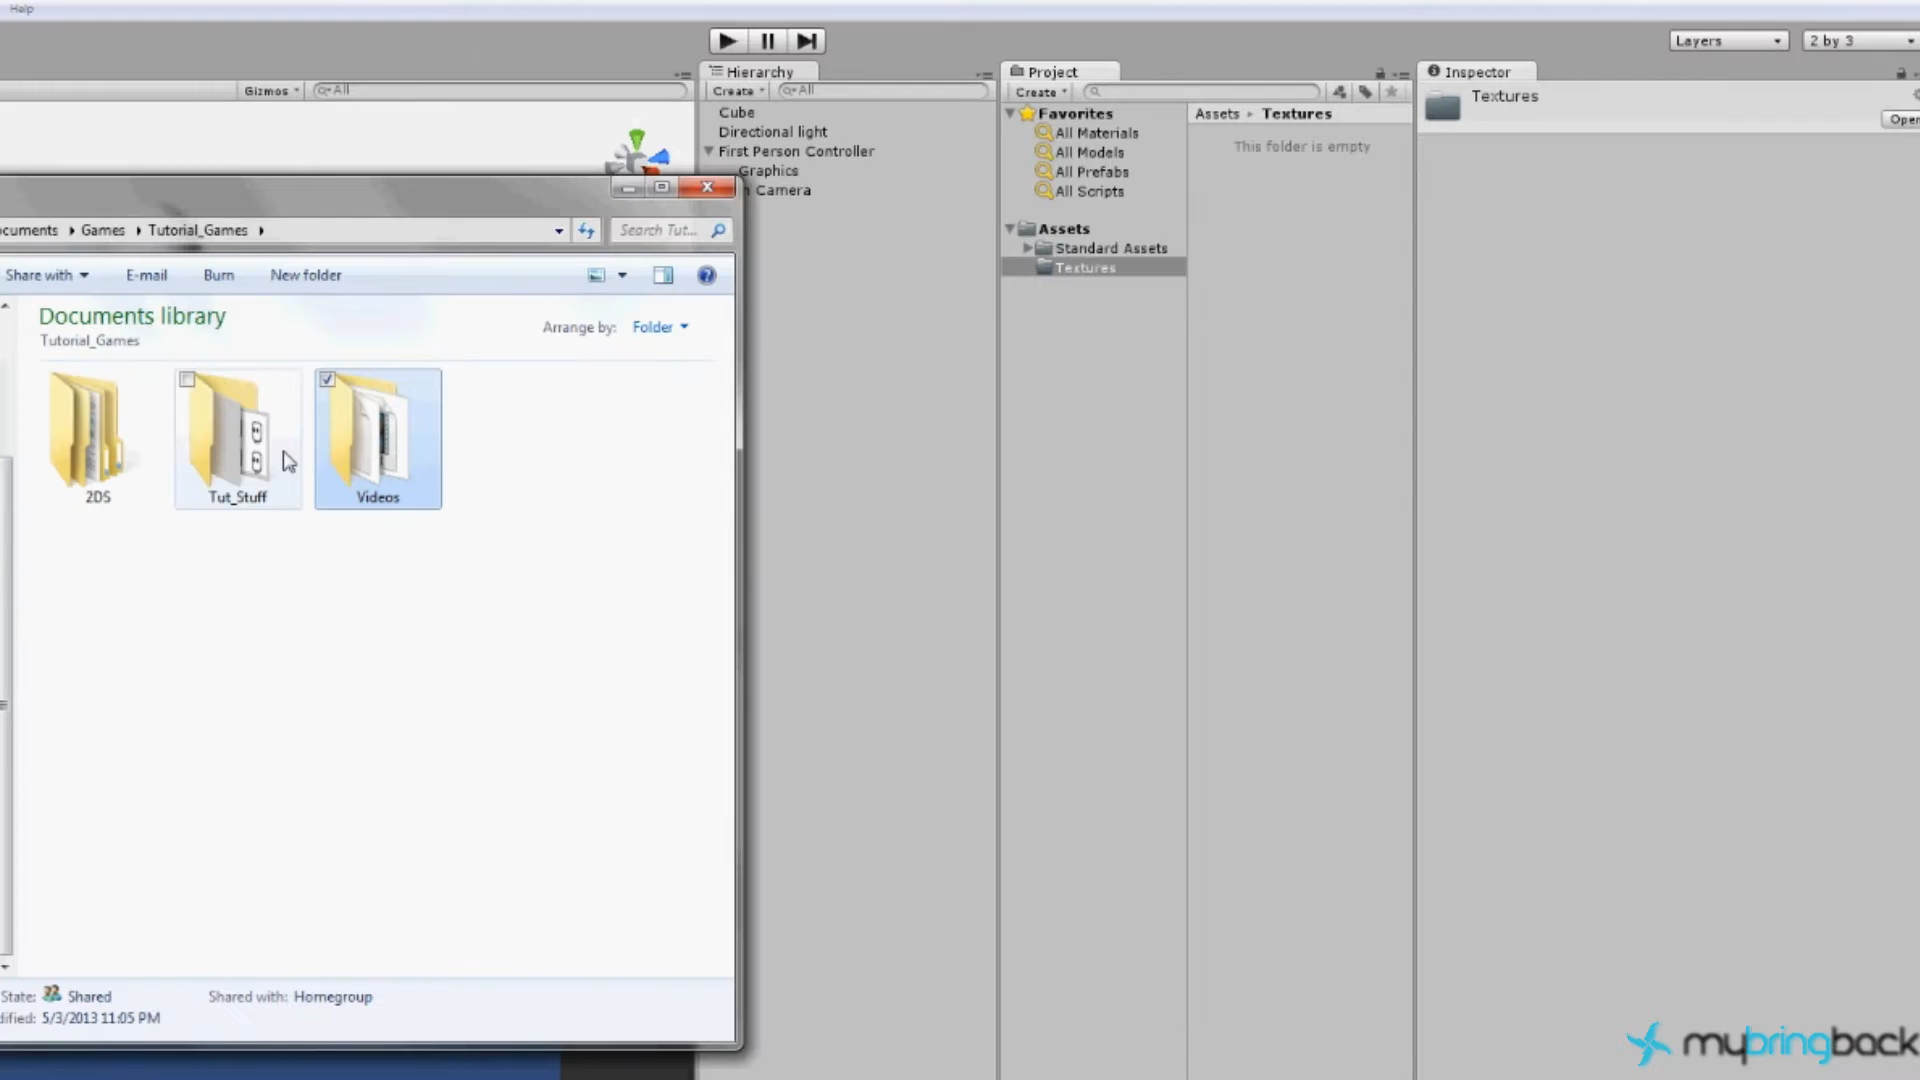 Help
Layers
2 by 3
Gizmos
All
Hierarchy
Create
All
Cube
Directional light
First Person Controller
Graphics
Camera
Project
Create
Favorites
All Materials
All Models
All Prefabs
All Scripts
Assets
Standard Assets
Textures
Assets Textures
This folder is empty
Inspector
Textures
Open
Games Tutorial_Games
Search Tut...
Share with
E-mail
Burn
New folder
Documents library
Tutorial_Games
Arrange by: Folder
Tut_Stuff
Videos
State: Shared
Shared with: Homegroup
5/3/2013 11:05 PM
mybringback